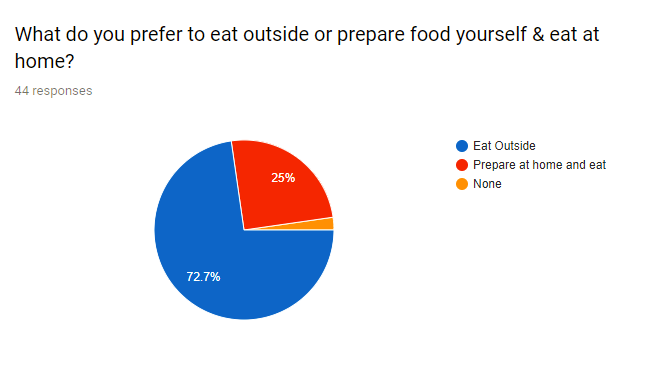 What do you prefer to eat outside or prepare food yourself & eat at
home?
44 responses
Eat Outside
Prepare at home and eat
None
25%
72.7%